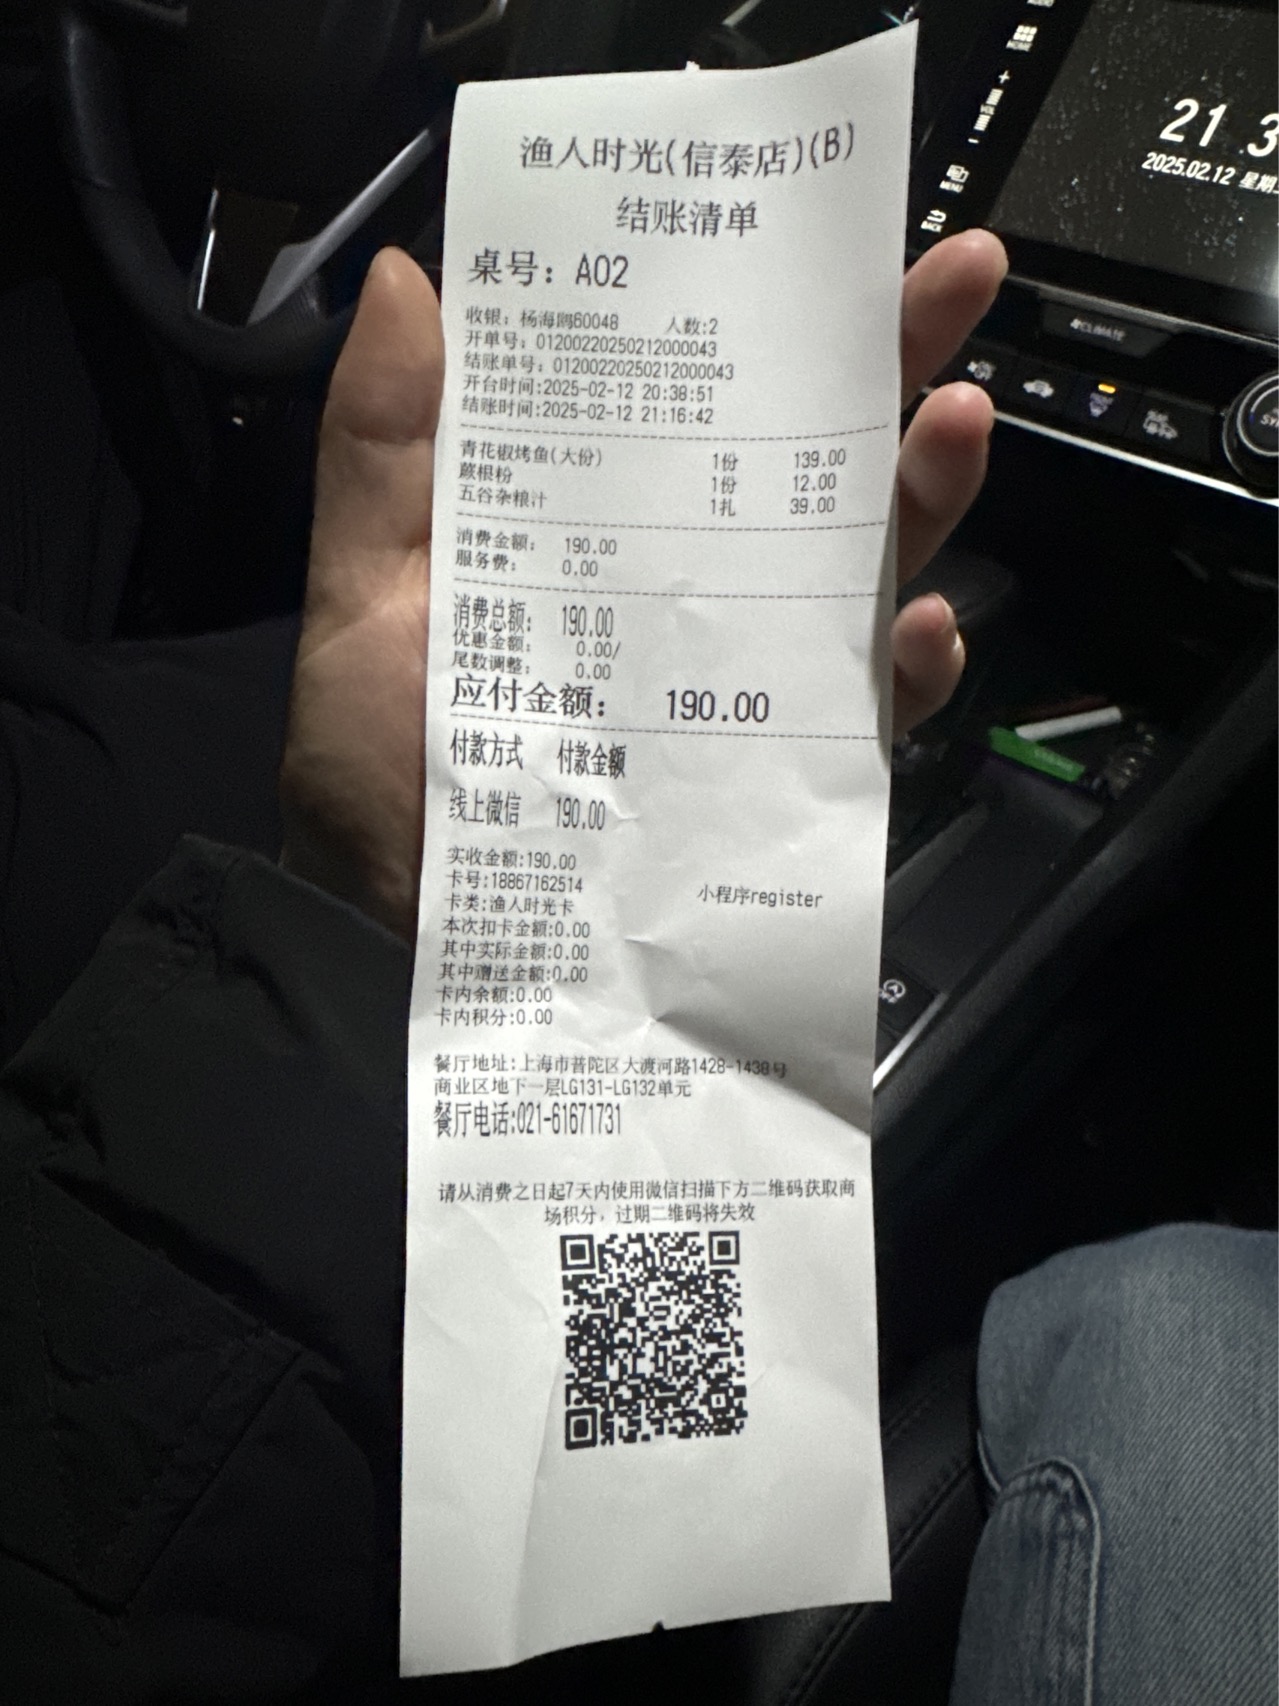 渔人时光(信泰店)(B)
结账清单
桌号：A02
收银：杨海鸥60048 人数:2
开单号：01200220250212000043
结账单号：01200220250212000043
开台时间:2025-02-12 20:38:51
结账时间:2025-02-12 21:16:42
青花椒烤鱼(大份) 1份 139.00
蕨根粉 1份 12.00
五谷杂粮汁 1扎 39.00
消费金额： 190.00
服务费： 0.00
消费总额： 190.00
优惠金额： 0.00/
尾数调整： 0.00
应付金额： 190.00
付款方式 付款金额
线上微信 190.00
实收金额:190.00
卡号:18867162514
小程序register
卡类:渔人时光卡
本次扣卡金额:0.00
其中实际金额:0.00
其中赠送金额:0.00
卡内余额:0.00
卡内积分:0.00
餐厅地址:上海市普陀区大渡河路1428-1438号
商业区地下一层LG131-LG132单元
餐厅电话:021-61671731
请从消费之日起7天内使用微信扫描下方二维码获取商
场积分，过期二维码将失效
HOME
+
VOL
-
MENU
BACK
21 3
2025.02.12 星期
CLIMATE